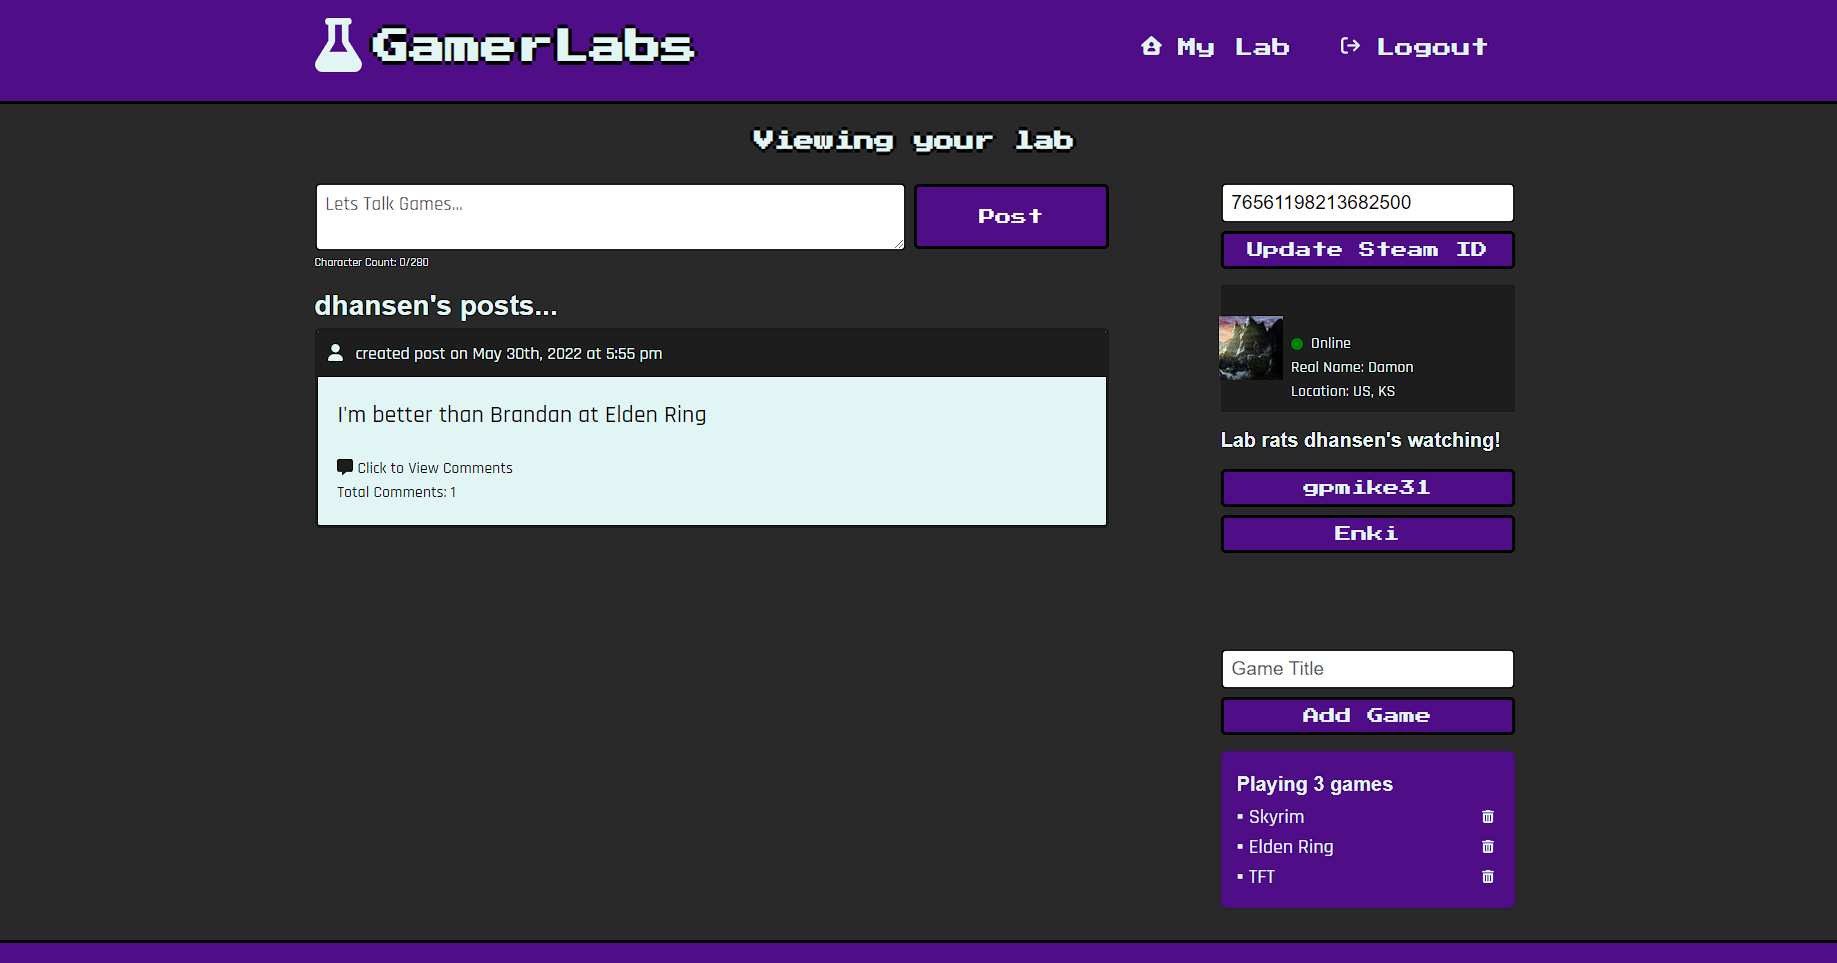 GamerLabs
My Lab
Logout
Viewing your lab
Lets Talk Games...
Post
Character Count: 0/280
dhansen's posts...
created post on May 30th, 2022 at 5:55 pm
I'm better than Brandan at Elden Ring
Click to View Comments
Total Comments: 1
76561198213682500
Update Steam ID
Online
Real Name: Damon
Location: US, KS
Lab rats dhansen's watching!
gpmike31
Enki
Game Title
Add Game
Playing 3 games
▪ Skyrim
▪ Elden Ring
▪ TFT